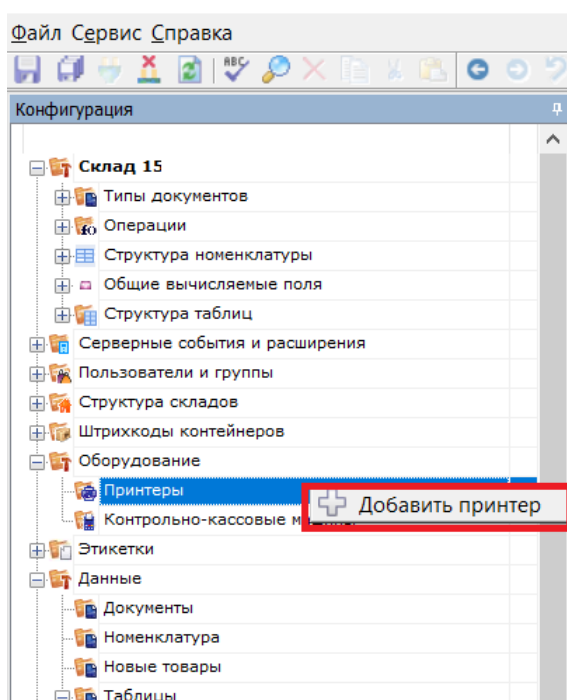 Файл Сервис Справка
ABC
Конфигурация
Склад 15
Типы документов
Операции
Структура номенклатуры
Общие вычисляемые поля
Структура таблиц
Серверные события и расширения
Пользователи и группы
Структура складов
Штрихкоды контейнеров
Оборудование
Принтеры
Добавить принтер
Контрольно-кассовые
Этикетки
Данные
Документы
Номенклатура
Новые товары
Таблицы